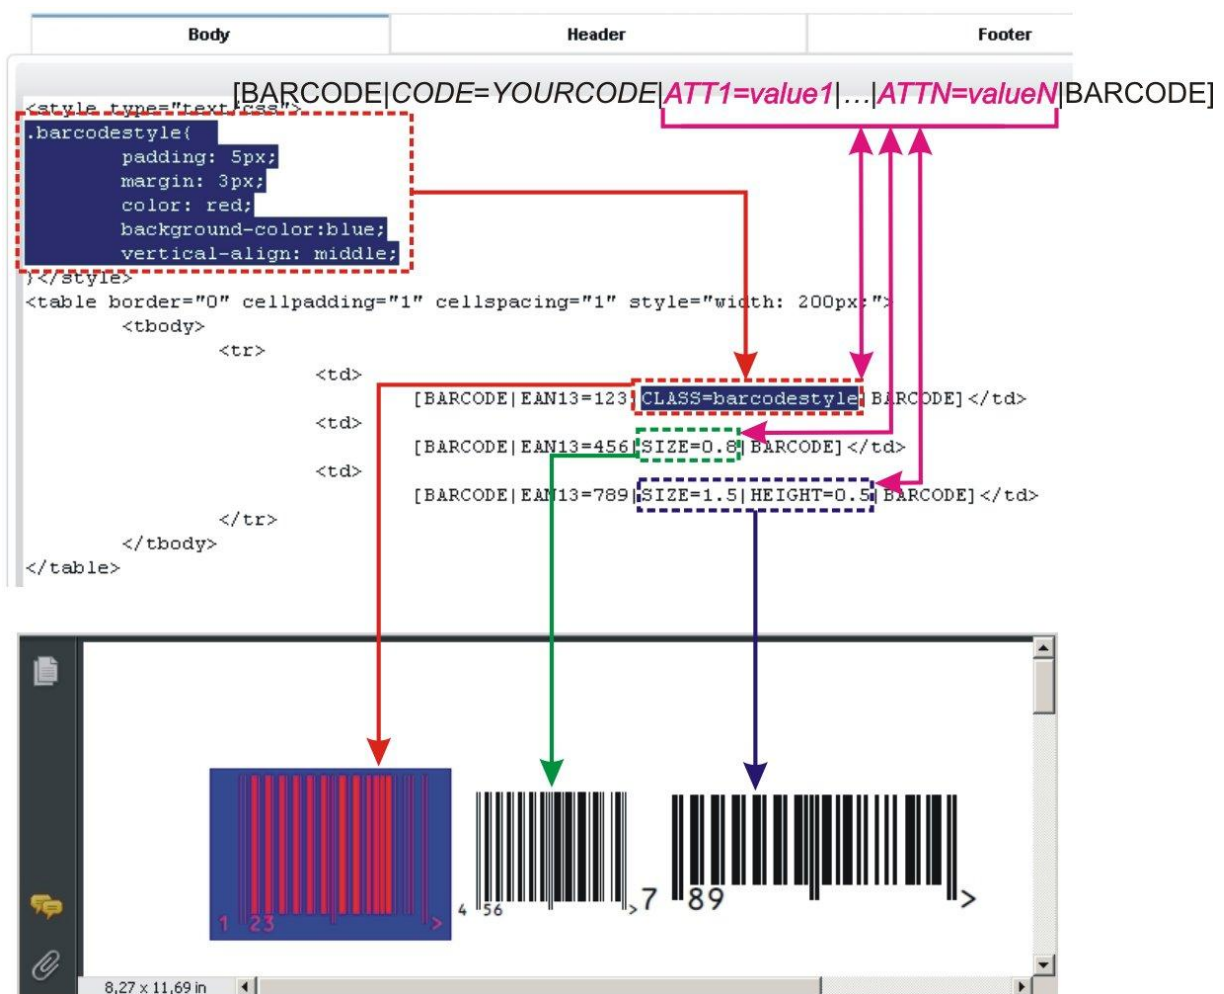 Body Header Footer
[BARCODE|CODE=YOURCODE|ATT1=value1|...|ATTN=valueN|BARCODE]
<style type="text/css">
.barcodestyle{
padding: 5px;
margin: 3px;
color: red;
background-color:blue;
vertical-align: middle;
}</style>
<table border="0" cellpadding="1" cellspacing="1" style="width: 200px;">
<tbody>
<tr>
<td>
[BARCODE|EAN13=123|CLASS=barcodestyle|BARCODE]</td>
<td>
[BARCODE|EAN13=456|SIZE=0.8|BARCODE]</td>
<td>
[BARCODE|EAN13=789|SIZE=1.5|HEIGHT=0.5|BARCODE]</td>
</tr>
</tbody>
</table>
1 23 > 4 56 > 7 89 >
8,27 x 11,69 in